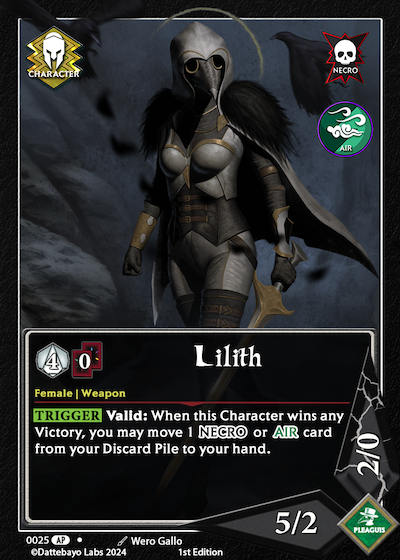 CHARACTER
NECRO
AIR
4 0
Lilith
Female | Weapon
TRIGGER Valid: When this Character wins any
Victory, you may move 1 NECRO or AIR card
from your Discard Pile to your hand.
2/0
5/2
PLEAGUIS
0025 AP Wero Gallo
©Dattebayo Labs 2024 1st Edition